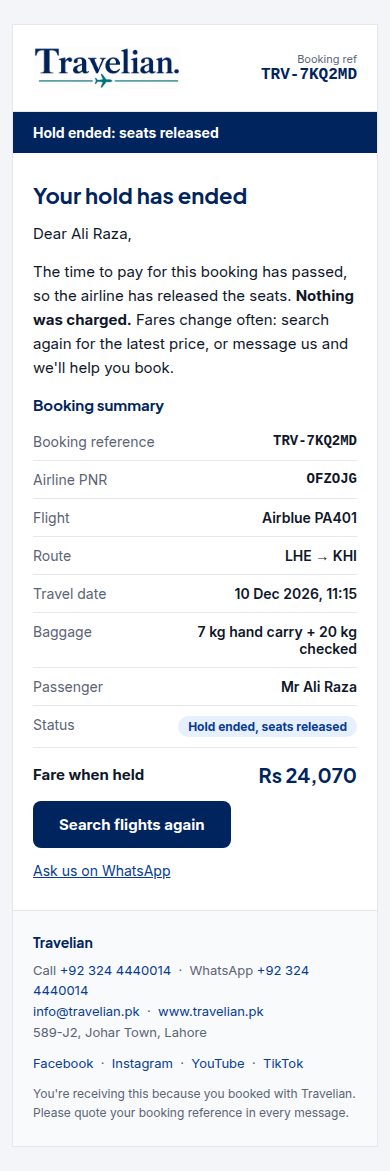 Travelian.
Booking ref
TRV-7KQ2MD
Hold ended: seats released
Your hold has ended
Dear Ali Raza,
The time to pay for this booking has passed,
so the airline has released the seats. Nothing
was charged. Fares change often: search
again for the latest price, or message us and
we'll help you book.
Booking summary
Booking reference TRV-7KQ2MD
Airline PNR OFZOJG
Flight Airblue PA401
Route LHE → KHI
Travel date 10 Dec 2026, 11:15
Baggage 7 kg hand carry + 20 kg
checked
Passenger Mr Ali Raza
Status Hold ended, seats released
Fare when held Rs 24,070
Search flights again
Ask us on WhatsApp
Travelian
Call +92 324 4440014 · WhatsApp +92 324
4440014
info@travelian.pk · www.travelian.pk
589-J2, Johar Town, Lahore
Facebook · Instagram · YouTube · TikTok
You're receiving this because you booked with Travelian.
Please quote your booking reference in every message.